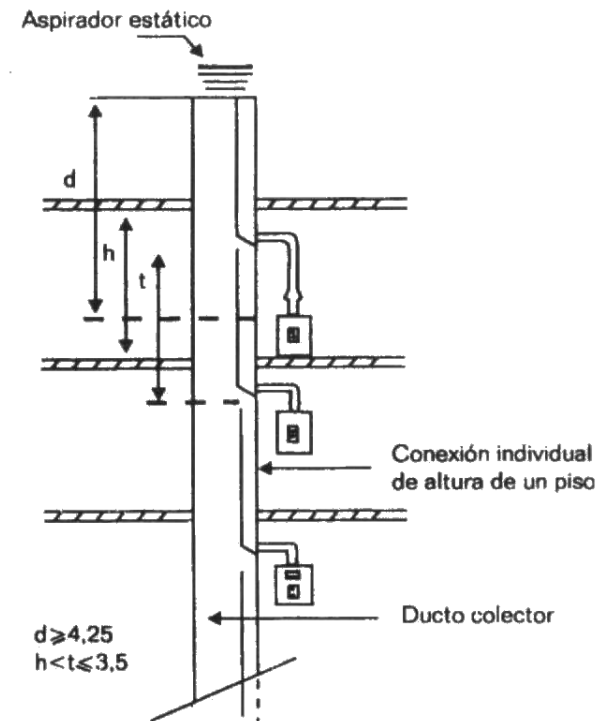 Aspirador estático
d
h
t
Conexión individual
de altura de un piso
Ducto colector
d⩾4,25
h<t⩽3,5